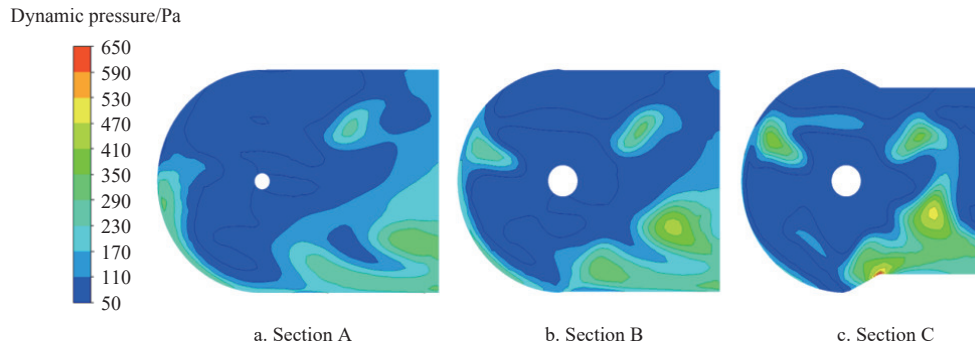 Dynamic pressure/Pa
650
590
530
470
410
350
290
230
170
110
50
a. Section A
b. Section B
c. Section C